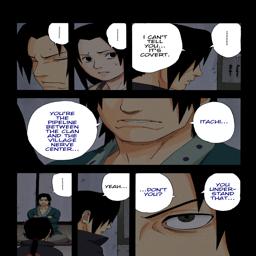 I CAN'T
TELL
YOU...
IT'S
COVERT.
ITACHI...
YOU'RE
THE
PIPELINE
BETWEEN
THE CLAN
AND THE
VILLAGE
NERVE
CENTER...
YOU
UNDER-
STAND
THAT...
...DON'T
YOU?
YEAH...